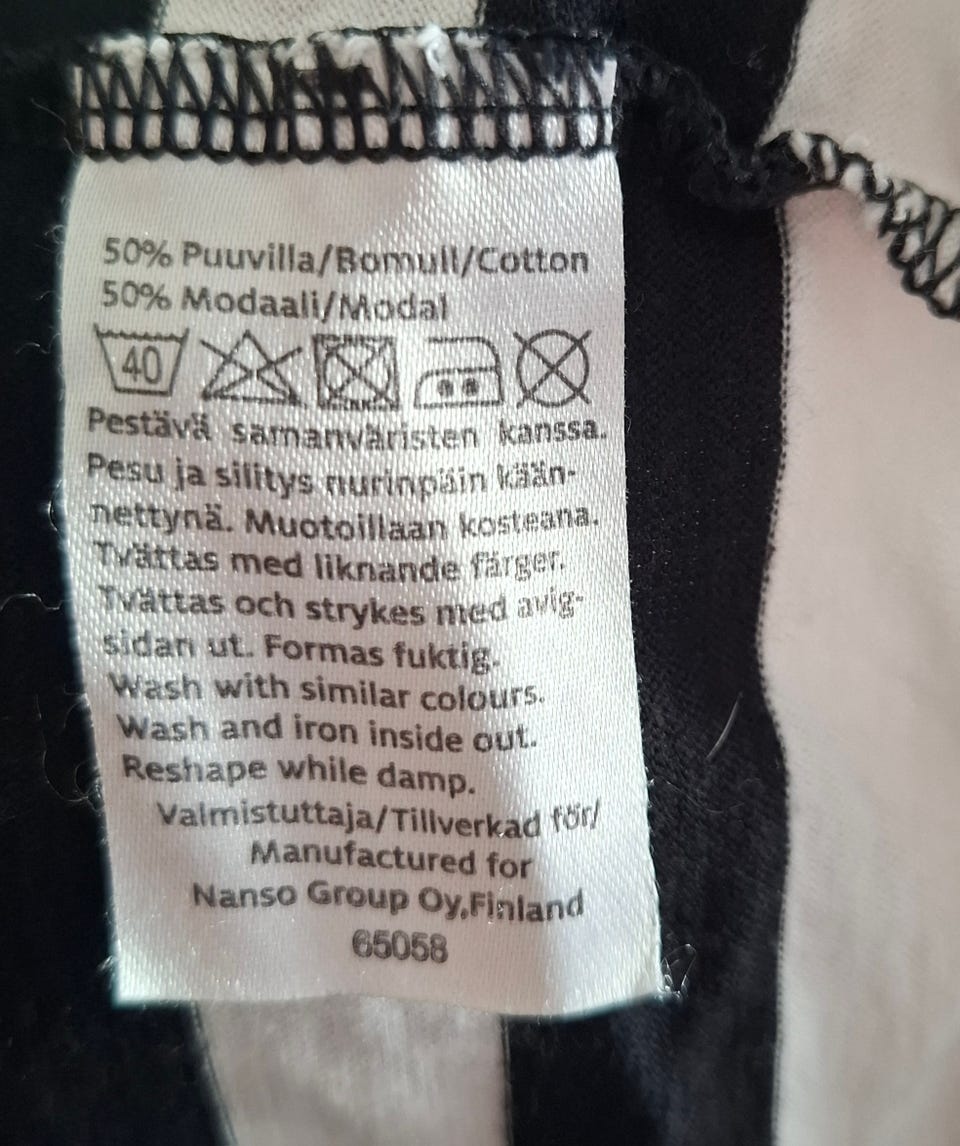 50% Puuvilla/Bomull/Cotton
50% Modaali/Modal
40
Pestävä samanväristen kanssa.
Pesu ja silitys nurinpäin kään-
nettynä. Muotoillaan kosteana.
Tvättas med liknande färger.
Tvättas och strykes med avig-
sidan ut. Formas fuktig.
Wash with similar colours.
Wash and iron inside out.
Reshape while damp.
Valmistuttaja/Tillverkad för/
Manufactured for
Nanso Group Oy,Finland
65058